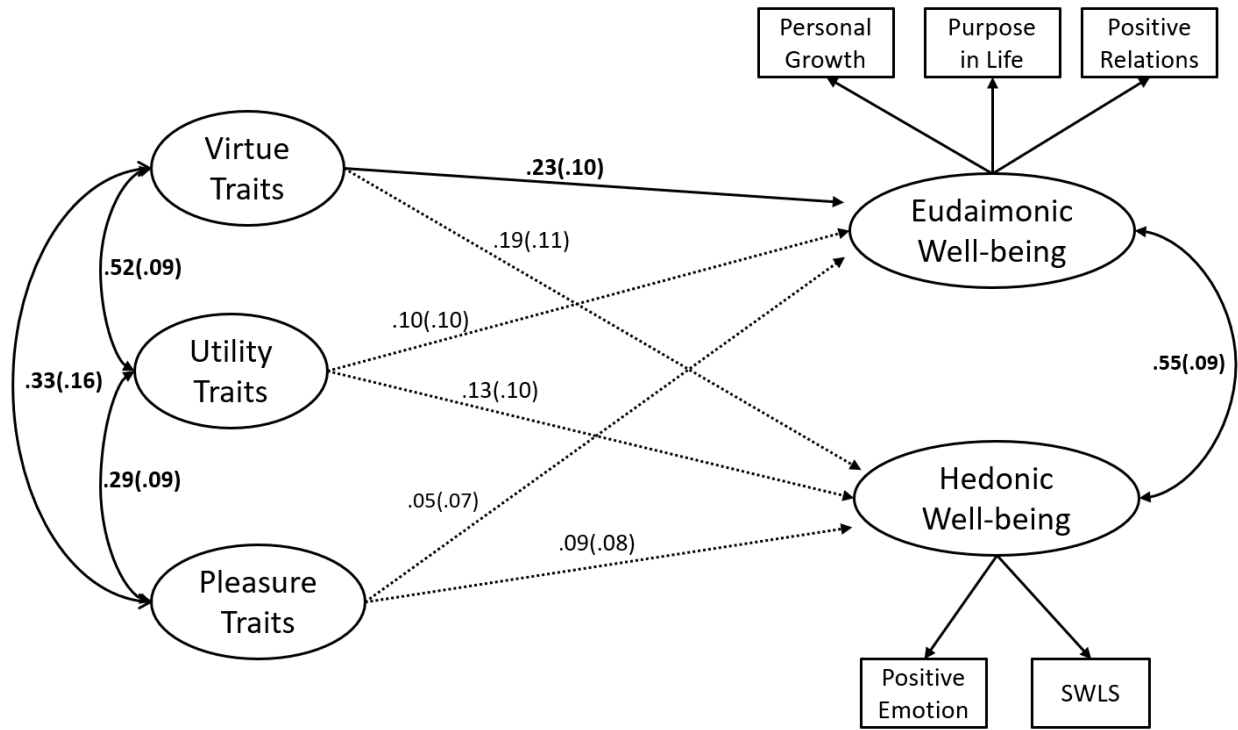 Personal
Growth
Purpose
in Life
Positive
Relations
Virtue
Traits
.23(.10)
Eudaimonic
Well-being
.19(.11)
.52(.09)
.10(.10)
Utility
Traits
.33(.16)
.13(.10)
.55(.09)
.29(.09)
.05(.07)
Hedonic
Well-being
.09(.08)
Pleasure
Traits
Positive
Emotion
SWLS